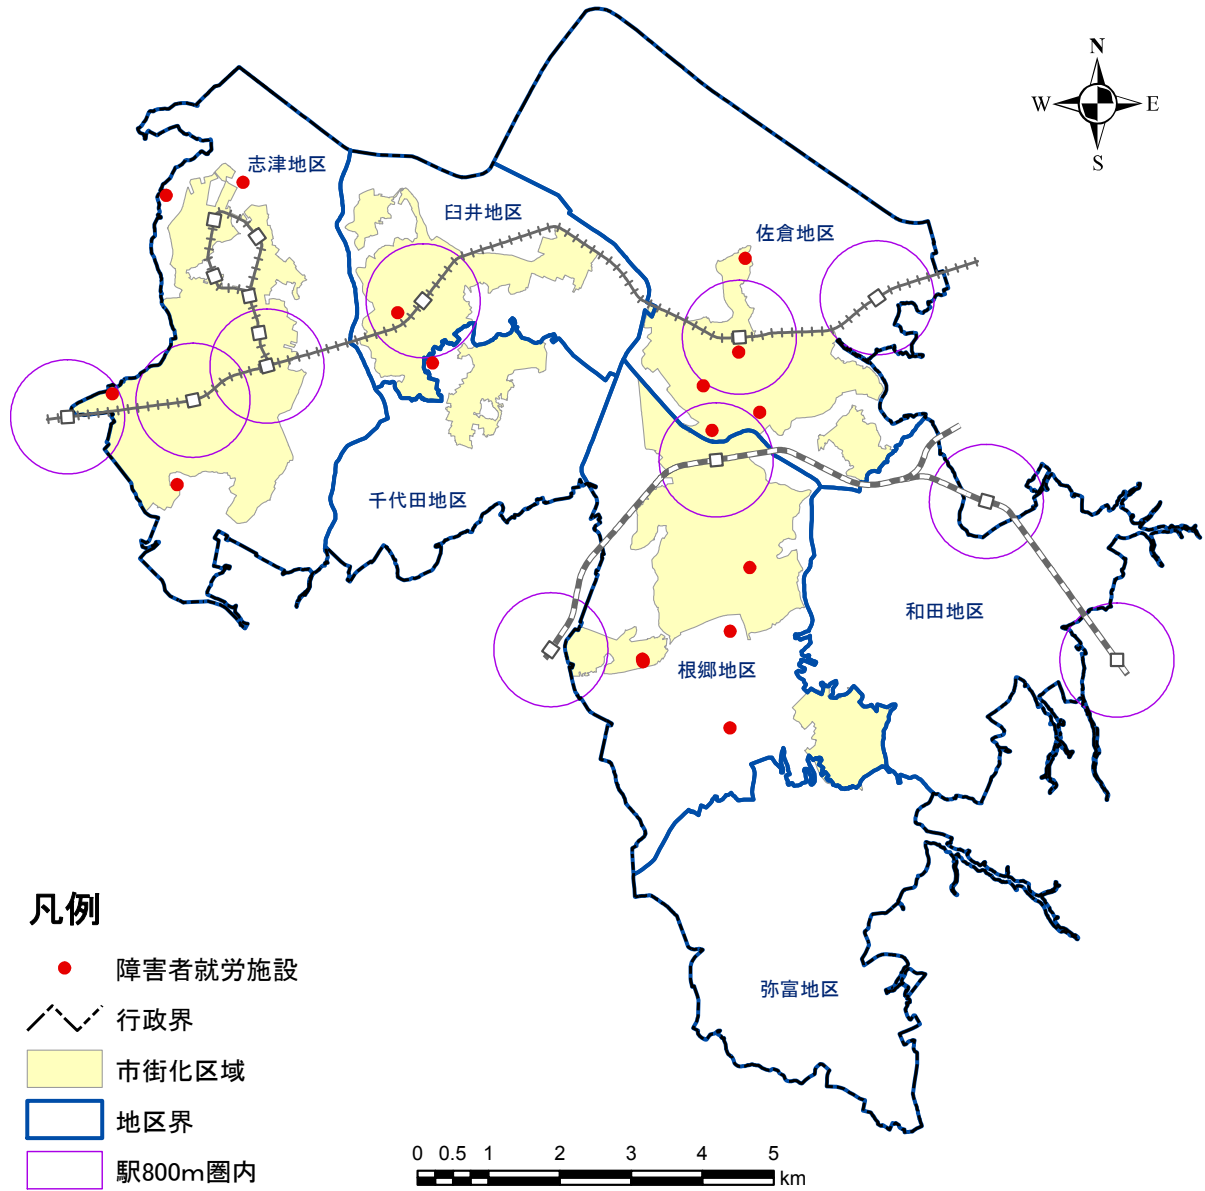 N
W E
S
志津地区
臼井地区
佐倉地区
千代田地区
和田地区
根郷地区
弥富地区
凡例
障害者就労施設
行政界
市街化区域
地区界
駅800m圏内
0 0.5 1 2 3 4 5
km